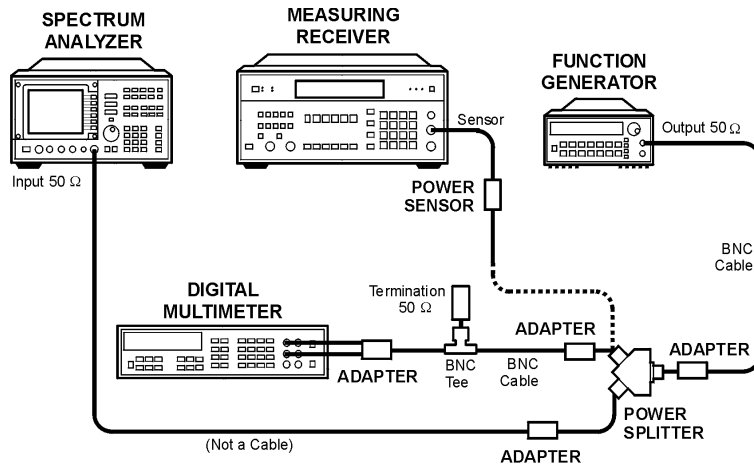 SPECTRUM
ANALYZER
MEASURING
RECEIVER
FUNCTION
GENERATOR
Sensor
Output 50 Ω
Input 50 Ω
POWER
SENSOR
BNC
Cable
DIGITAL
MULTIMETER
Termination
50 Ω
ADAPTER
ADAPTER
ADAPTER
BNC
Tee
BNC
Cable
POWER
SPLITTER
(Not a Cable)
ADAPTER